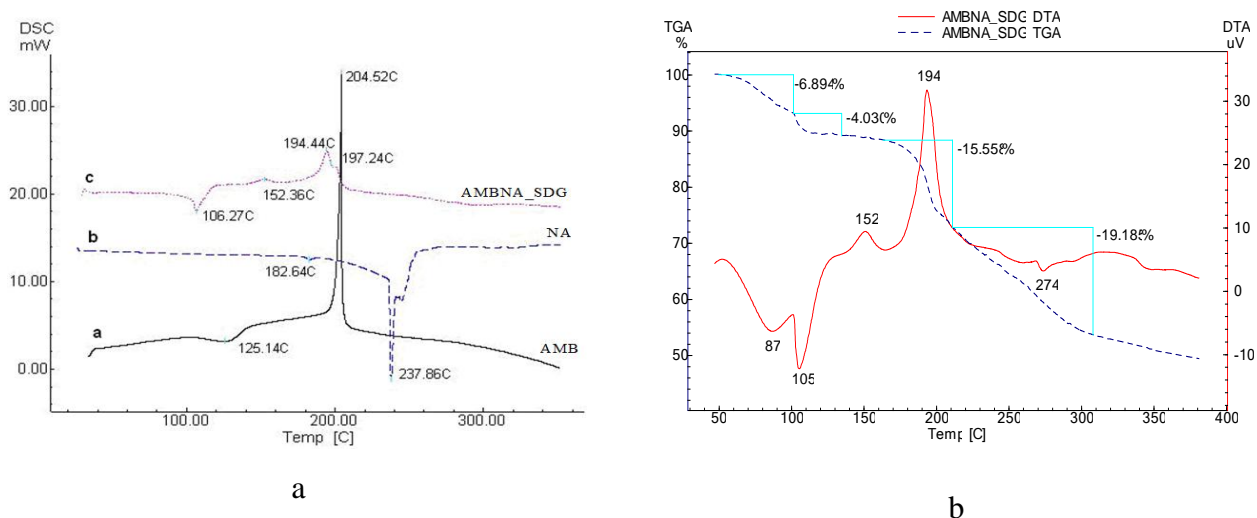 DSC
mW
30.00
20.00
10.00
0.00
204.52C
194.44C
197.24C
c
152.36C
AMBNA_SDG
106.27C
b
NA
182.64C
a
125.14C
AMB
237.86C
100.00 200.00 300.00
Temp [C]
a
AMBNA_SDG DTA
AMBNA_SDG TGA
TGA
%
DTA
uV
100
90
80
70
60
50
30
20
10
0
-10
194
-6.894%
-4.030%
-15.558%
152
-19.185%
274
87
105
50 100 150 200 250 300 350 400
Temp [C]
b